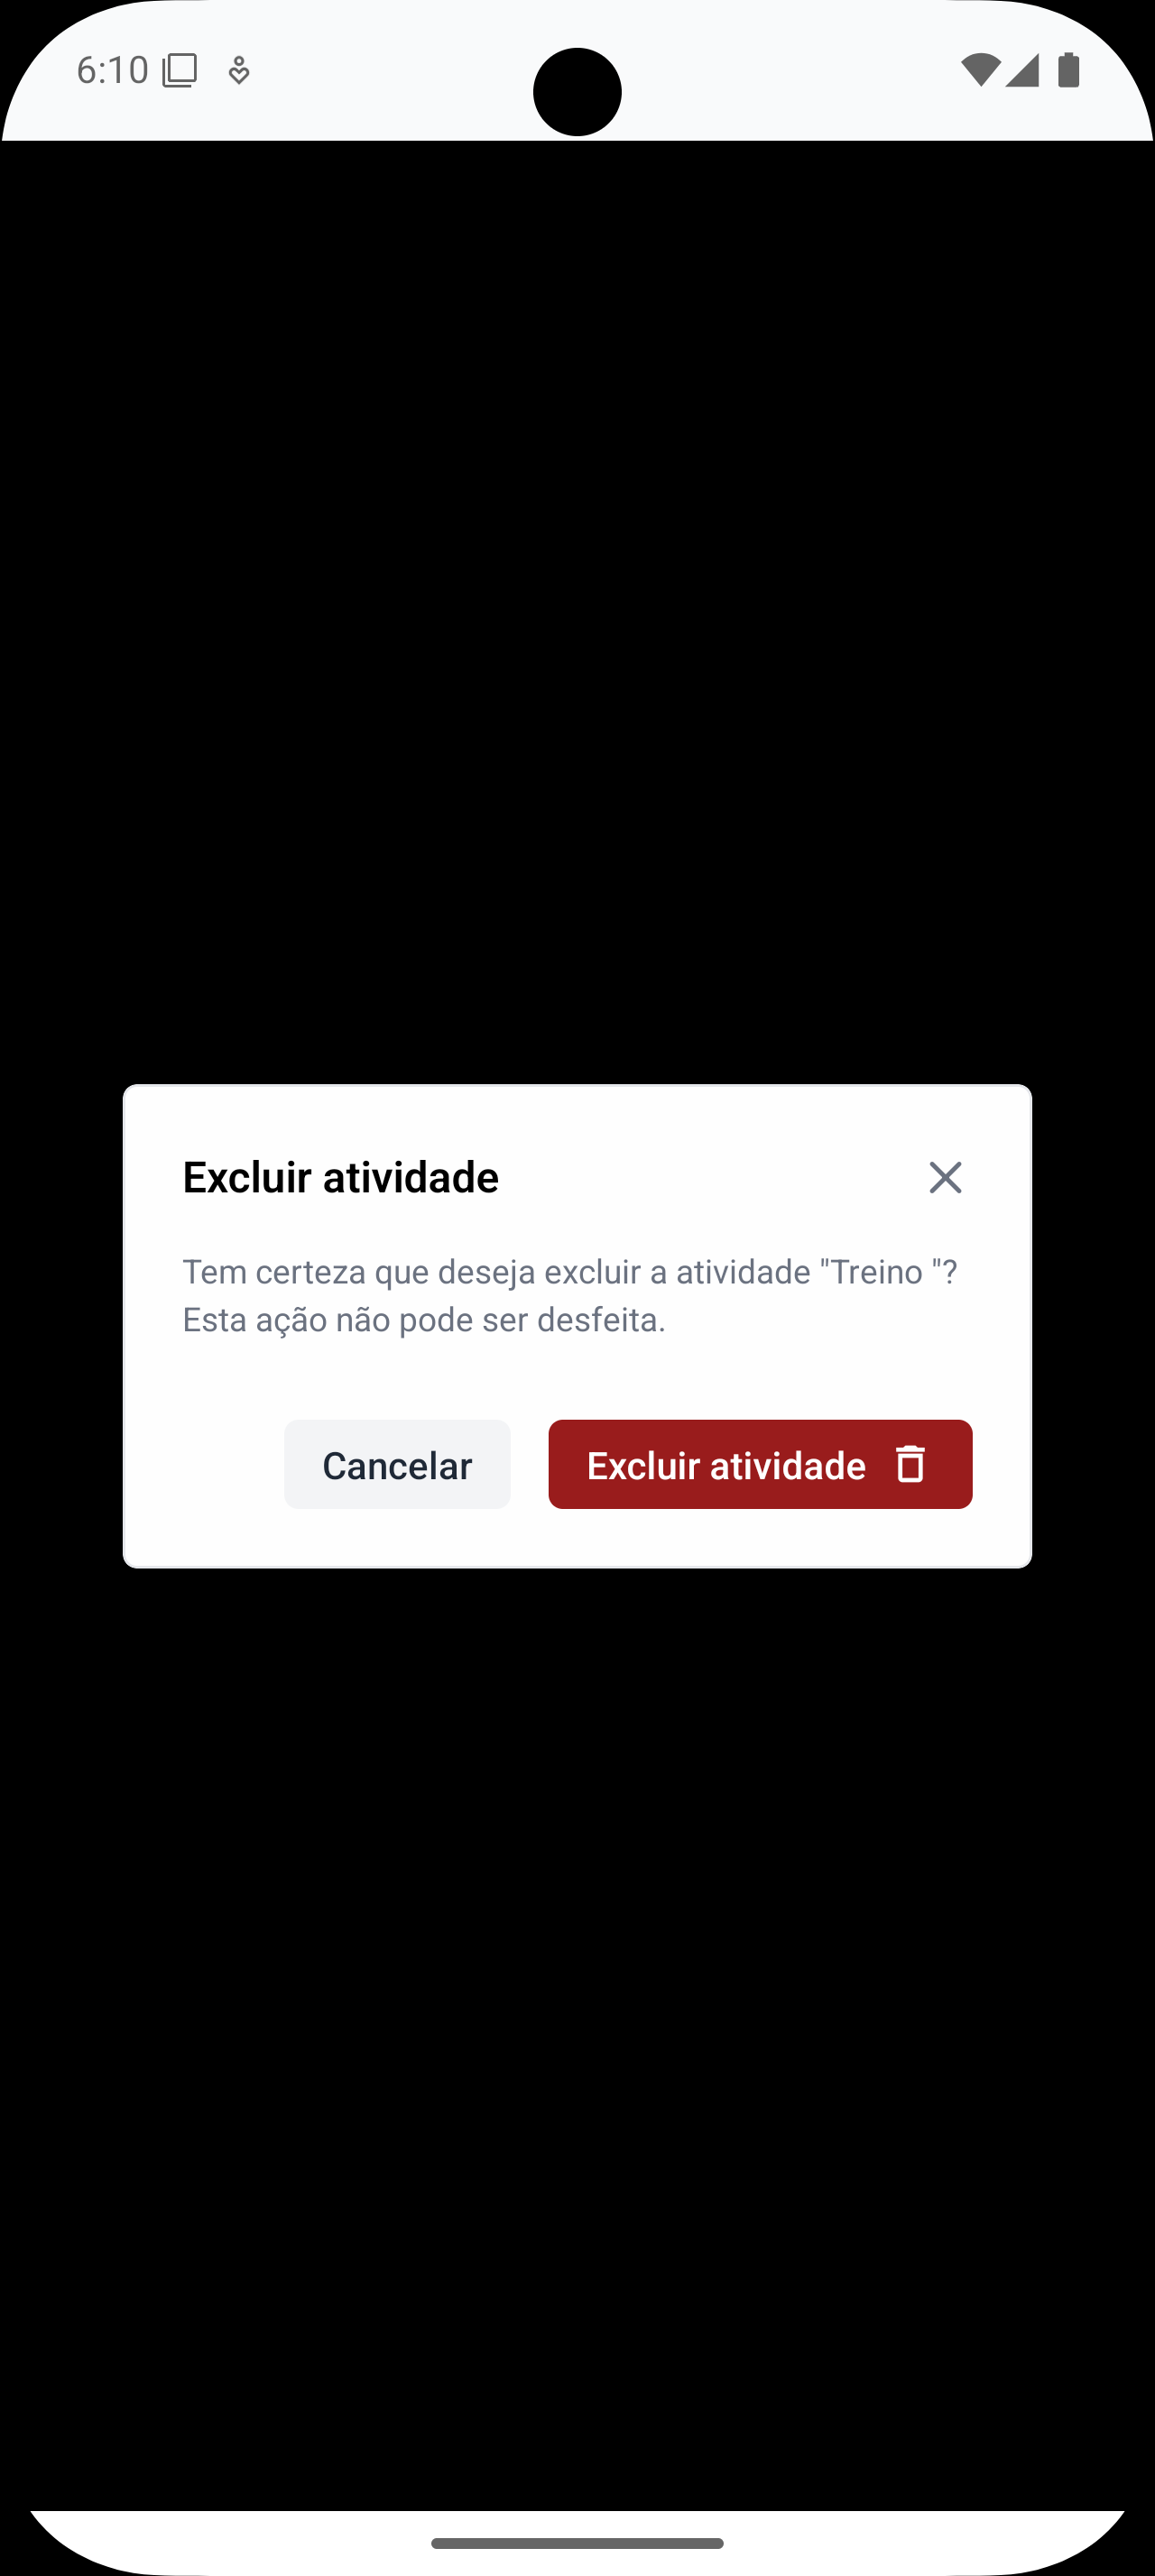 6:10
Excluir atividade
Tem certeza que deseja excluir a atividade "Treino "?
Esta ação não pode ser desfeita.
Cancelar
Excluir atividade